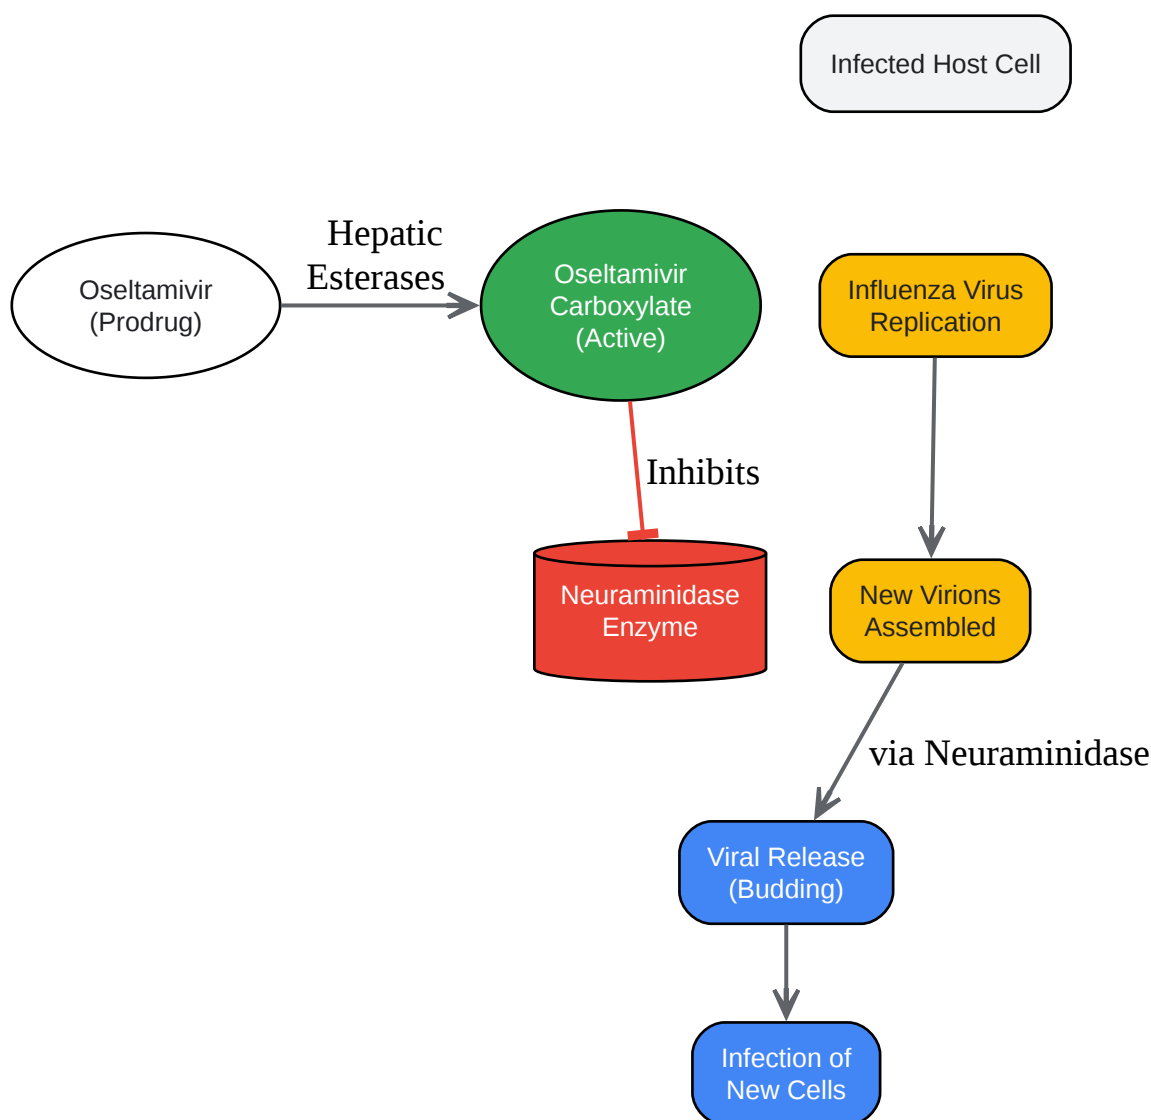 Infected Host Cell
Hepatic
Esterases
Oseltamivir
(Prodrug)
Oseltamivir
Carboxylate
(Active)
Influenza Virus
Replication
Inhibits
Neuraminidase
Enzyme
New Virions
Assembled
via Neuraminidase
Viral Release
(Budding)
Infection of
New Cells